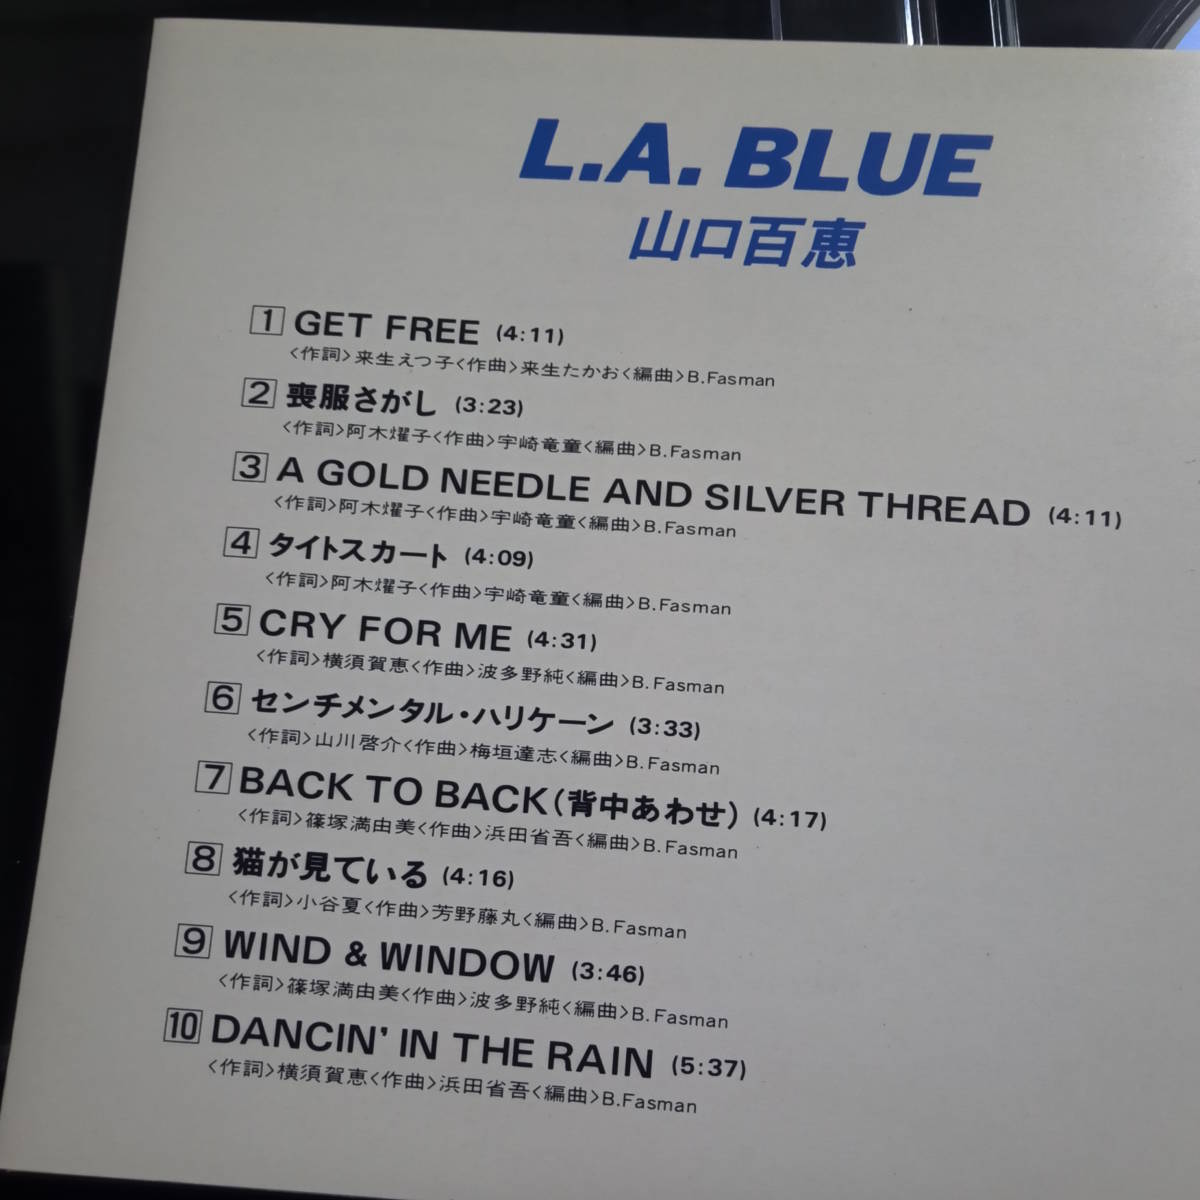 L.A. BLUE
山口百恵
1 GET FREE (4:11)
<作詞>来生えつ子<作曲>来生たかお<編曲>B.Fasman
2 喪服さがし (3:23)
<作詞>阿木燿子<作曲>宇崎竜童<編曲>B.Fasman
3 A GOLD NEEDLE AND SILVER THREAD (4:11)
<作詞>阿木燿子<作曲>宇崎竜童<編曲>B.Fasman
4 タイトスカート (4:09)
<作詞>阿木燿子<作曲>宇崎竜童<編曲>B.Fasman
5 CRY FOR ME (4:31)
<作詞>横須賀恵<作曲>波多野純<編曲>B.Fasman
6 センチメンタル・ハリケーン (3:33)
<作詞>山川啓介<作曲>梅垣達志<編曲>B.Fasman
7 BACK TO BACK(背中あわせ) (4:17)
<作詞>篠塚満由美<作曲>浜田省吾<編曲>B.Fasman
8 猫が見ている (4:16)
<作詞>小谷夏<作曲>芳野藤丸<編曲>B.Fasman
9 WIND & WINDOW (3:46)
<作詞>篠塚満由美<作曲>波多野純<編曲>B.Fasman
10 DANCIN' IN THE RAIN (5:37)
<作詞>横須賀恵<作曲>浜田省吾<編曲>B.Fasman